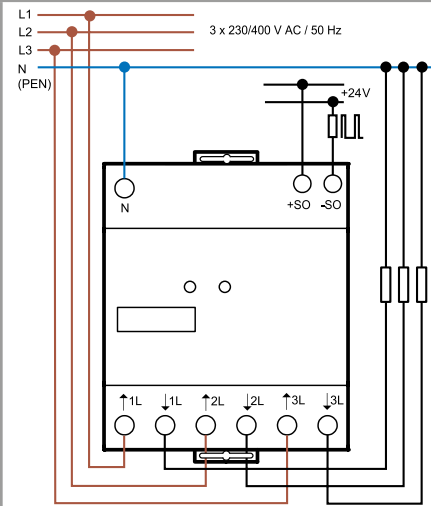 L1
L2
L3
3 x 230/400 V AC / 50 Hz
N
(PEN)
+24V
N
+SO
-SO
↑1L
↓1L
↑2L
↓2L
↑3L
↓3L